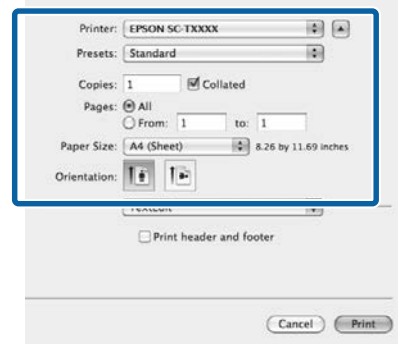 Printer: EPSON SC-TXXXX
Presets: Standard
Copies: 1 Collated
Pages: All
From: 1 to: 1
Paper Size: A4 (Sheet) 8.26 by 11.69 inches
Orientation:
TextEdit
Print header and footer
Cancel Print